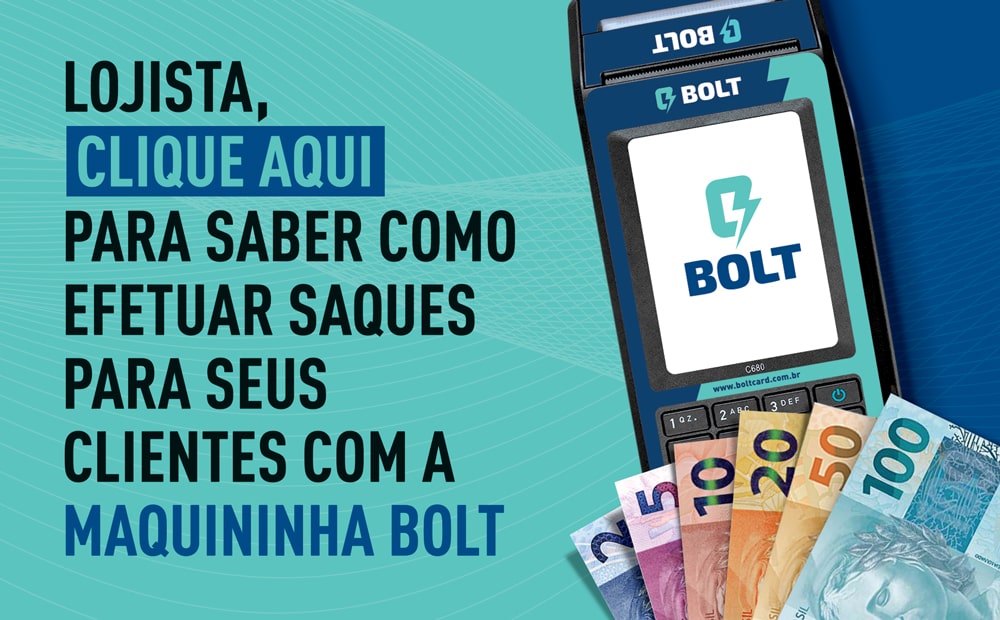 LOJISTA,
CLIQUE AQUI
PARA SABER COMO
EFETUAR SAQUES
PARA SEUS
CLIENTES COM A
MAQUININHA BOLT
BOLT
BOLT
BOLT
C680
www.boltcard.com.br
1 QZ.
2 ABC
3 DEF
2
5
10
20
50
100